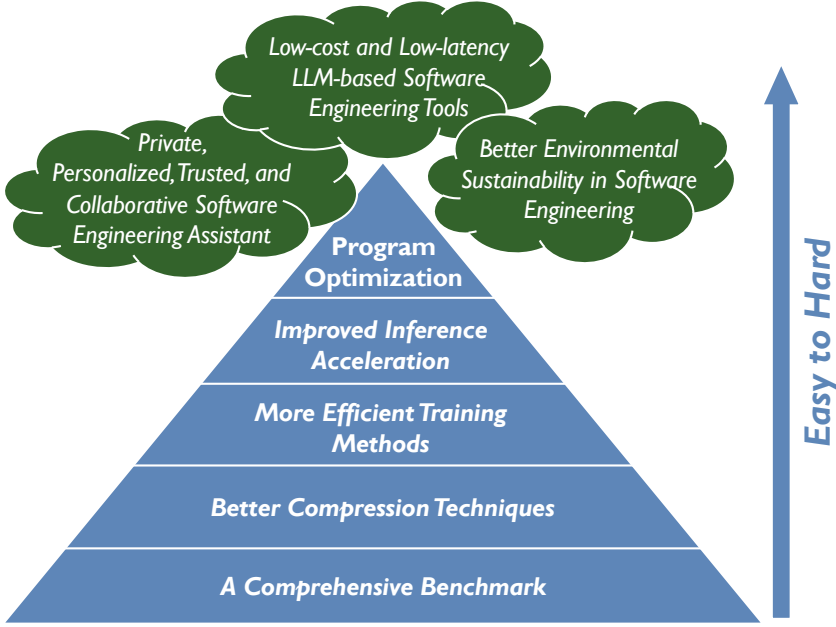 Low-cost and Low-latency
LLM-based Software
Engineering Tools
Private,
Personalized, Trusted, and
Collaborative Software
Engineering Assistant
Better Environmental
Sustainability in Software
Engineering
Program
Optimization
Improved Inference
Acceleration
More Efficient Training
Methods
Better Compression Techniques
A Comprehensive Benchmark
Easy to Hard